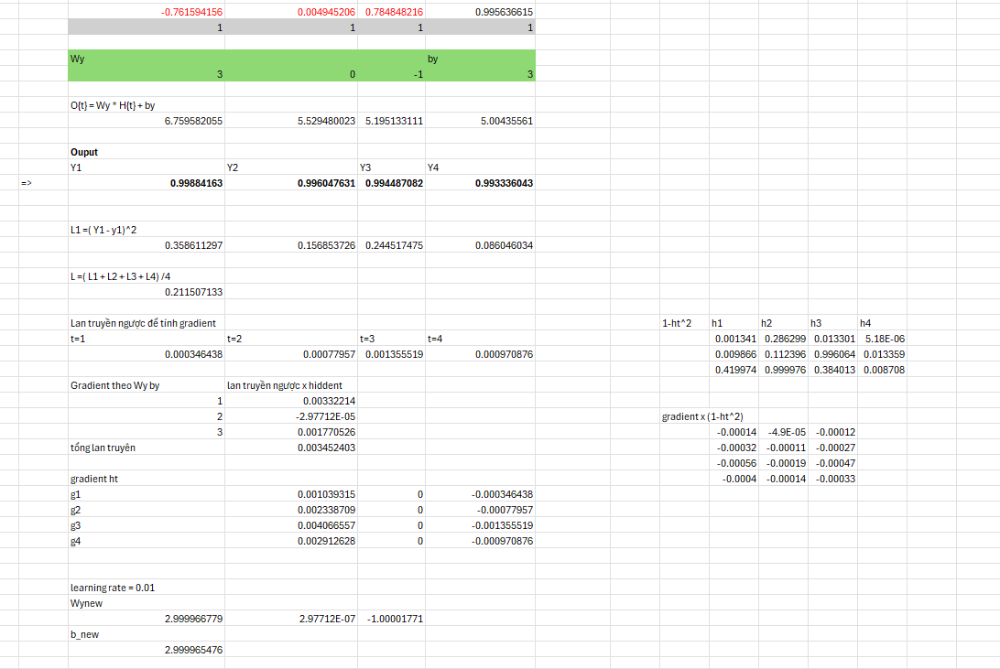 -0.761594156 0.004945206 0.784848216 0.995636615
1 1 1 1
Wy by
3 0 -1 3
O{t} = Wy * H{t} + by
6.759582055 5.529480023 5.195133111 5.00435561
Ouput
Y1 Y2 Y3 Y4
=> 0.99884163 0.996047631 0.994487082 0.993336043
L1 =( Y1 - y1)^2
0.358611297 0.156853726 0.244517475 0.086046034
L =( L1 + L2 + L3 + L4) /4
0.211507133
Lan truyền ngược để tính gradient 1-ht^2 h1 h2 h3 h4
t=1 t=2 t=3 t=4 0.001341 0.286299 0.013301 5.18E-06
0.000346438 0.00077957 0.001355519 0.000970876 0.009866 0.112396 0.996064 0.013359
0.419974 0.999976 0.384013 0.008708
Gradient theo Wy by lan truyền ngược x hiddent
1 0.00332214
2 -2.97712E-05 gradient x (1-ht^2)
3 0.001770526 -0.00014 -4.9E-05 -0.00012
tổng lan truyên 0.003452403 -0.00032 -0.00011 -0.00027
-0.00056 -0.00019 -0.00047
gradient ht -0.0004 -0.00014 -0.00033
g1 0.001039315 0 -0.000346438
g2 0.002338709 0 -0.00077957
g3 0.004066557 0 -0.001355519
g4 0.002912628 0 -0.000970876
learning rate = 0.01
Wynew
2.999966779 2.97712E-07 -1.00001771
b_new
2.999965476